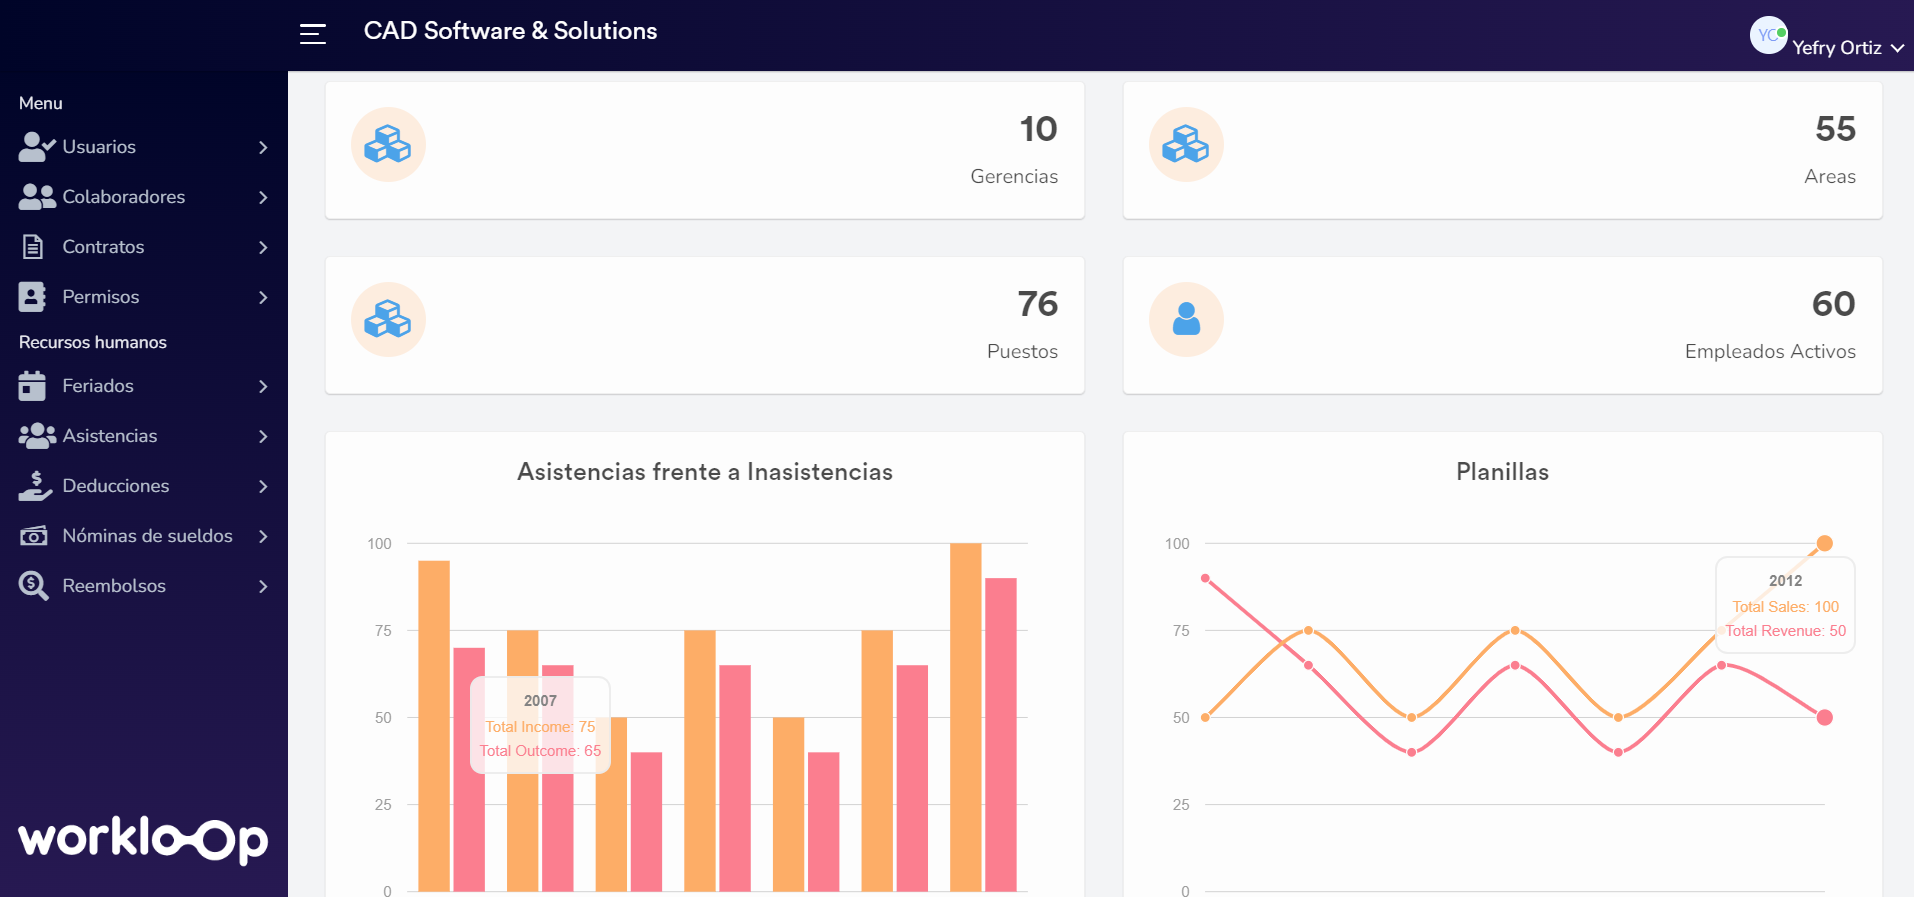 CAD Software & Solutions
YC
Yefry Ortiz
Menu
Usuarios
Colaboradores
Contratos
Permisos
Recursos humanos
Feriados
Asistencias
Deducciones
Nóminas de sueldos
Reembolsos
workloop
10
Gerencias
55
Areas
76
Puestos
60
Empleados Activos
Asistencias frente a Inasistencias
100
75
50
25
0
2007
Total Income: 75
Total Outcome: 65
Planillas
100
75
50
25
0
2012
Total Sales: 100
Total Revenue: 50